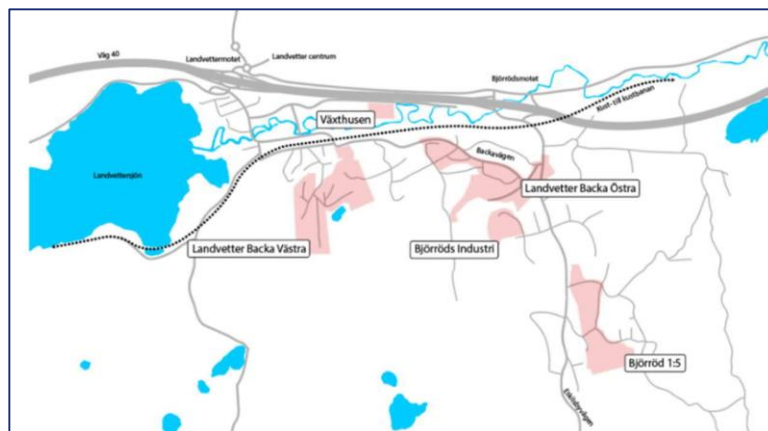 Väg 40
Landvettermotet
Landvetter centrum
Björrödsmotet
Kust- till kustbanan
Växthusen
Backavägen
Landvettersjön
Landvetter Backa Östra
Landvetter Backa Västra
Björröds Industri
Björröd 1:5
Eskilsbyvägen